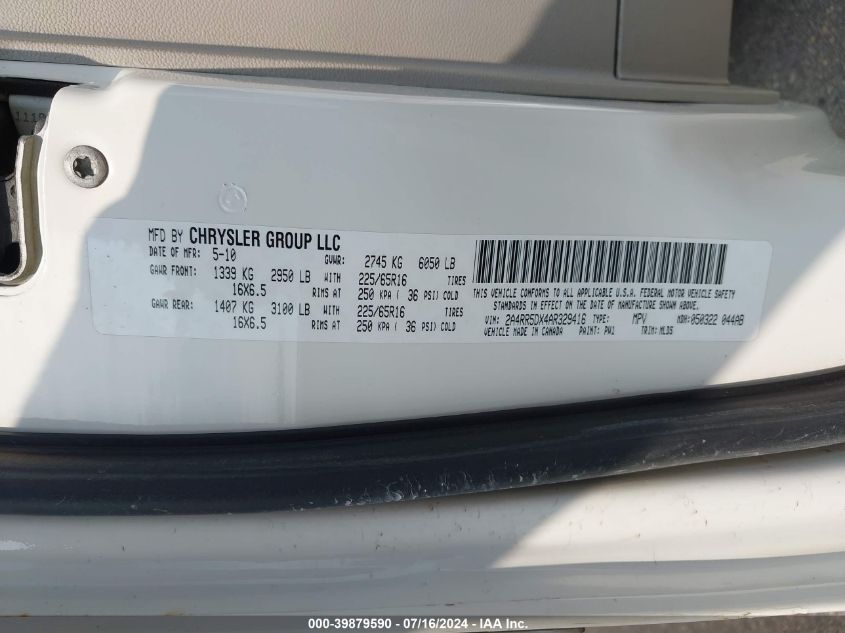 MFD BY CHRYSLER GROUP LLC
DATE OF MFR: 5-10 GVWR: 2745 KG 6050 LB
GAWR FRONT: 1339 KG 2950 LB WITH 225/65R16 TIRES
16X6.5 RIMS AT 250 KPA ( 36 PSI) COLD
GAWR REAR: 1407 KG 3100 LB WITH 225/65R16 TIRES
16X6.5 RIMS AT 250 KPA ( 36 PSI) COLD
THIS VEHICLE CONFORMS TO ALL APPLICABLE U.S.A. FEDERAL MOTOR VEHICLE SAFETY
STANDARDS IN EFFECT ON THE DATE OF MANUFACTURE SHOWN ABOVE.
VIN: 2A4RR5DX4AR329416 TYPE: MPV MDH: 050322 044AB
VEHICLE MADE IN CANADA PAINT: PW1 TRIM: MLD5
000-39879590 - 07/16/2024 - IAA Inc.